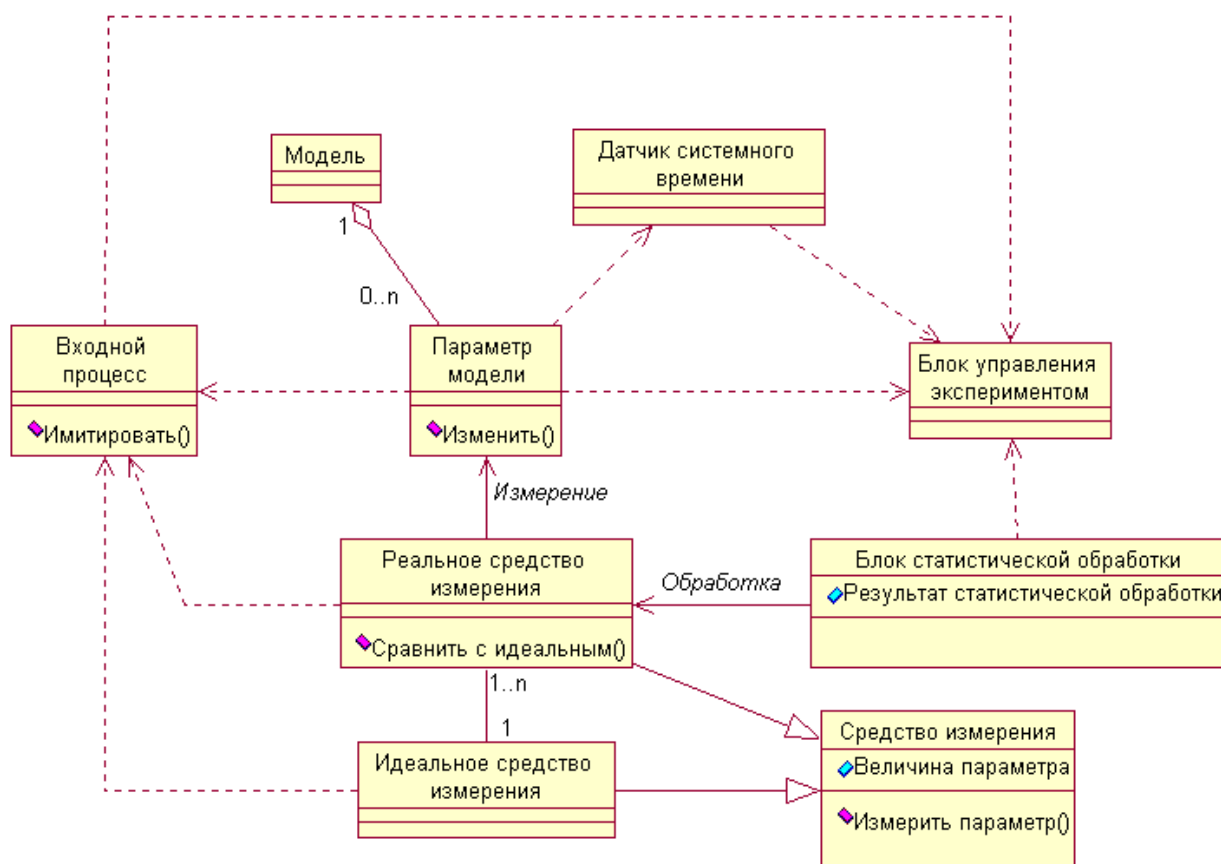 Модель
Датчик системного
времени
1
0..n
Входной
процесс
Имитировать()
Параметр
модели
Изменить()
Блок управления
экспериментом
Измерение
Реальное средство
измерения
Сравнить с идеальным()
Обработка
Блок статистической обработки
Результат статистической обработки
1..n
1
Идеальное средство
измерения
Средство измерения
Величина параметра
Измерить параметр()